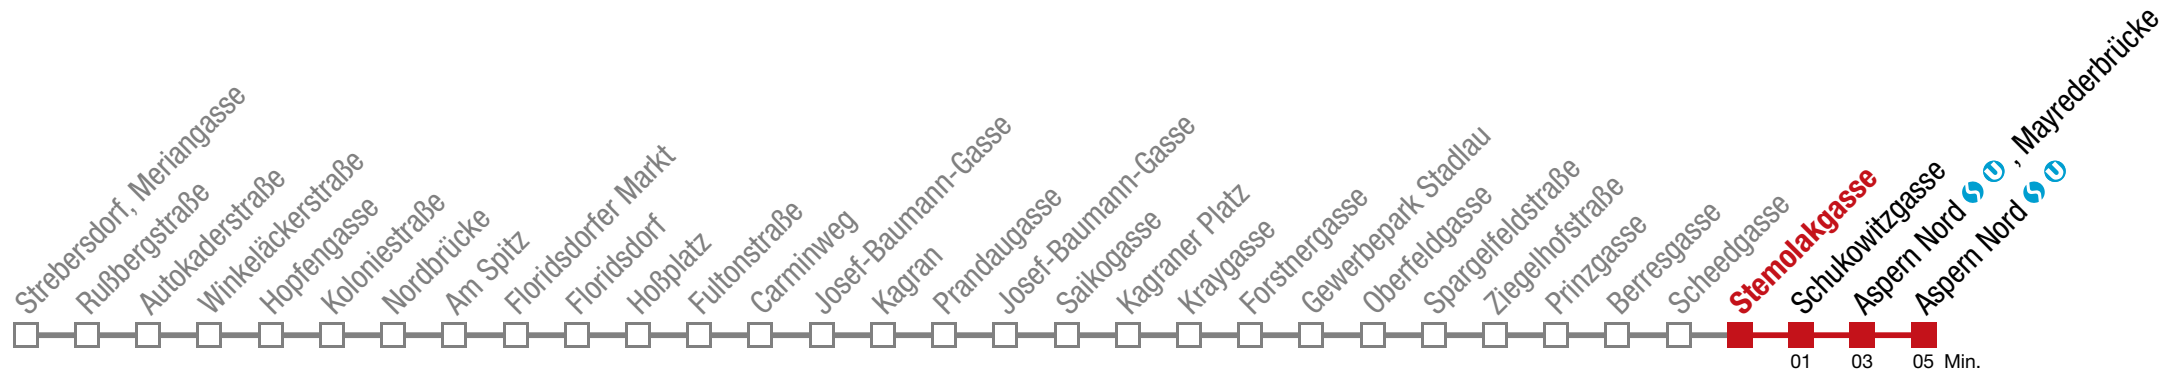 Strebersdorf, Meriangasse
Rußbergstraße
Autokaderstraße
Winkeläckerstraße
Hopfengasse
Koloniestraße
Nordbrücke
Am Spitz
Floridsdorfer Markt
Floridsdorf
Hoßplatz
Fultonstraße
Carminweg
Josef-Baumann-Gasse
Kagran
Prandaugasse
Josef-Baumann-Gasse
Saikogasse
Kagraner Platz
Kraygasse
Forstnergasse
Gewerbepark Stadlau
Oberfeldgasse
Spargelfeldstraße
Ziegelhofstraße
Prinzgasse
Berresgasse
Scheedgasse
Stemolakgasse
Schukowitzgasse
Aspern Nord S U , Mayrederbrücke
Aspern Nord S U
01 03 05 Min.